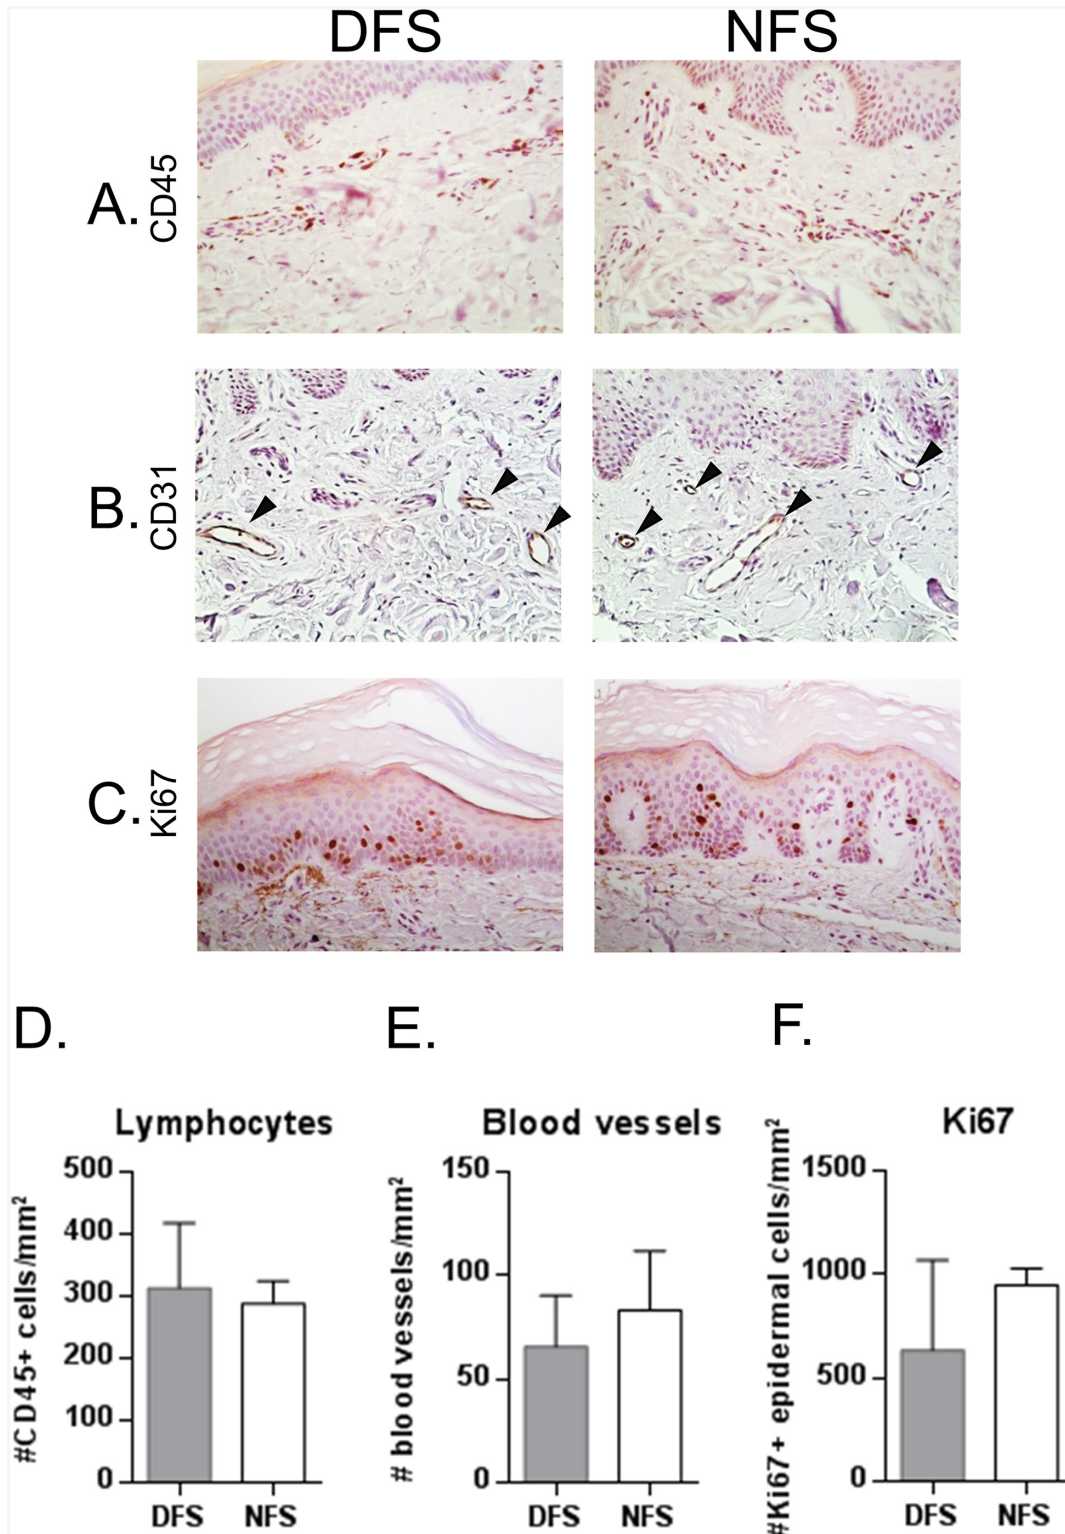 DFS NFS
A. CD45
B. CD31
C. Ki67
D. E. F.
Lymphocytes
#CD45+ cells/mm²
500
400
300
200
100
0
DFS NFS
Blood vessels
# blood vessels/mm²
150
100
50
0
DFS NFS
Ki67
#Ki67+ epidermal cells/mm²
1500
1000
500
0
DFS NFS